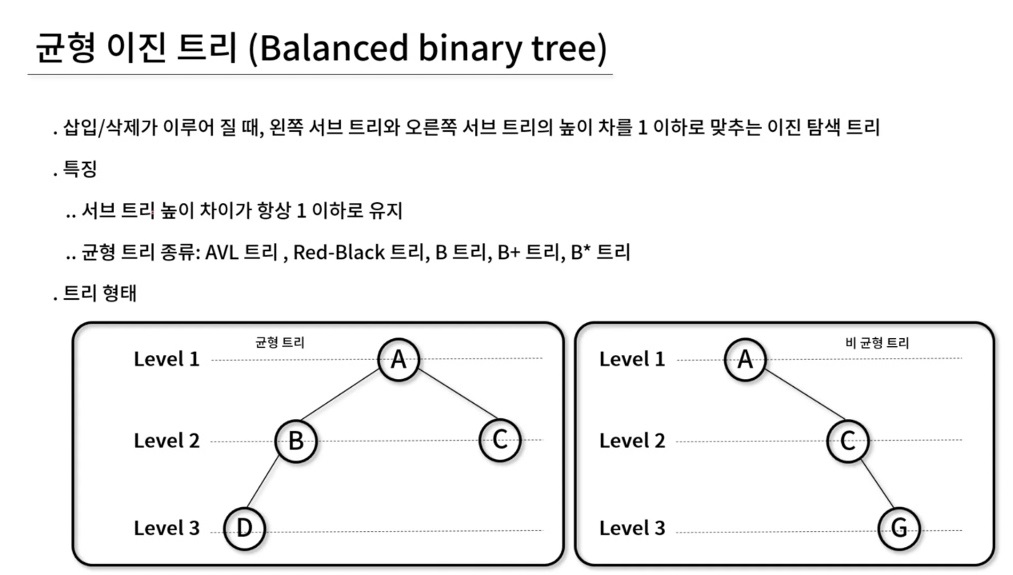 균형 이진 트리 (Balanced binary tree)
. 삽입/삭제가 이루어 질 때, 왼쪽 서브 트리와 오른쪽 서브 트리의 높이 차를 1 이하로 맞추는 이진 탐색 트리
. 특징
.. 서브 트리 높이 차이가 항상 1 이하로 유지
.. 균형 트리 종류: AVL 트리 , Red-Black 트리, B 트리, B+ 트리, B* 트리
. 트리 형태
균형 트리
Level 1 A
Level 2 B C
Level 3 D
비 균형 트리
Level 1 A
Level 2 C
Level 3 G